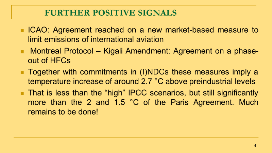 FURTHER POSITIVE SIGNALS
ICAO: Agreement reached on a new market-based measure to
limit emissions of international aviation
Montreal Protocol – Kigali Amendment: Agreement on a phase-
out of HFCs
Together with commitments in (I)NDCs these measures imply a
temperature increase of around 2.7 °C above preindustrial levels
That is less than the "high" IPCC scenarios, but still significantly
more than the 2 and 1.5 °C of the Paris Agreement. Much
remains to be done!